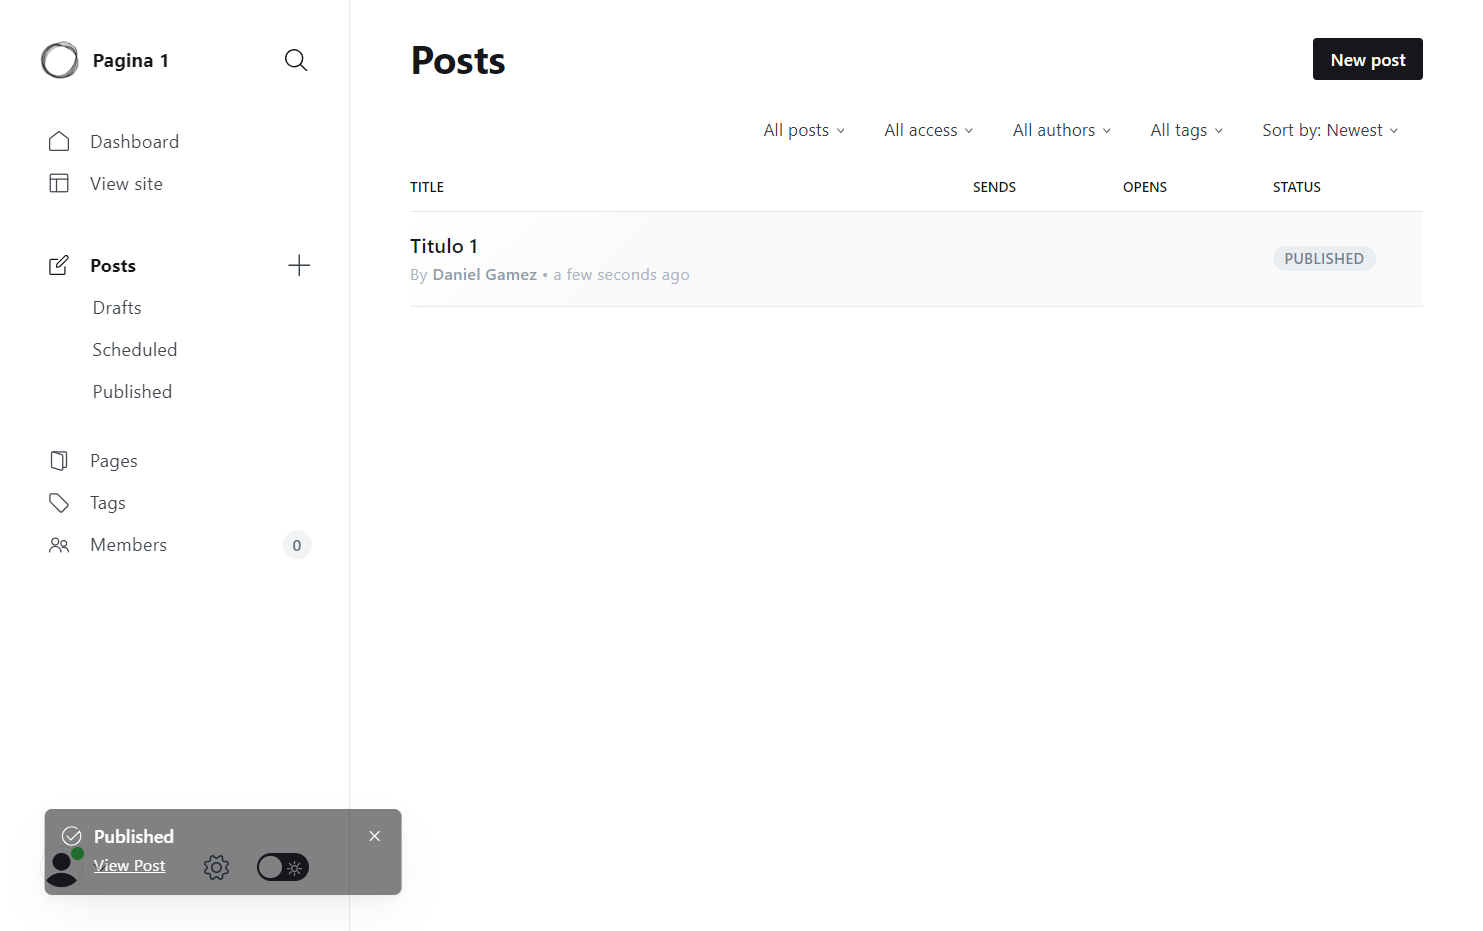 Pagina 1
Dashboard
View site
Posts
Drafts
Scheduled
Published
Pages
Tags
Members 0
Published
View Post
Posts
New post
All posts All access All authors All tags Sort by: Newest
TITLE SENDS OPENS STATUS
Titulo 1
By Daniel Gamez • a few seconds ago
PUBLISHED